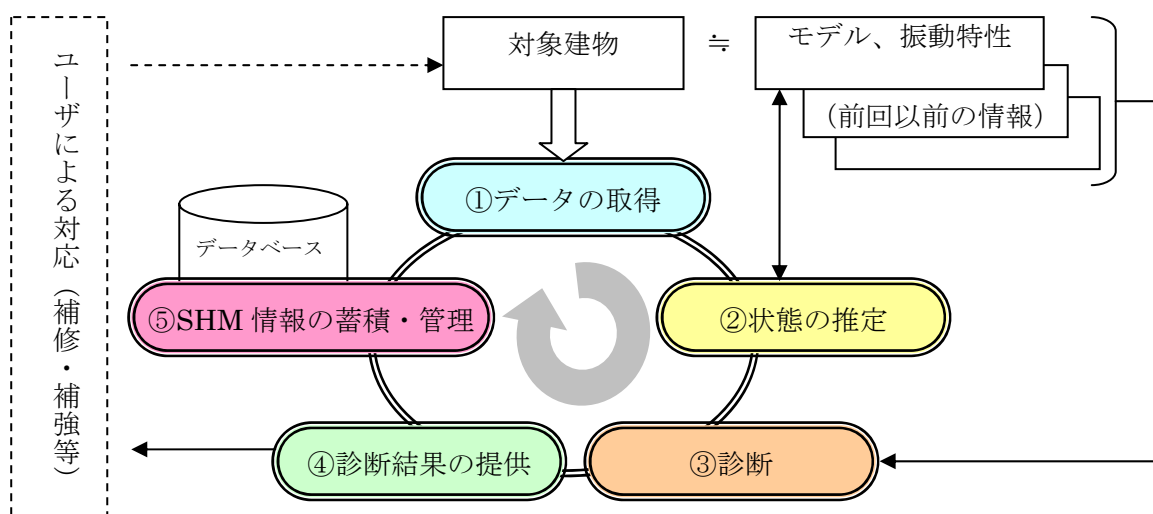 対象建物
≒
モデル、振動特性
(前回以前の情報)
ユーザによる対応(補修・補強等)
①データの取得
データベース
⑤SHM 情報の蓄積・管理
②状態の推定
④診断結果の提供
③診断